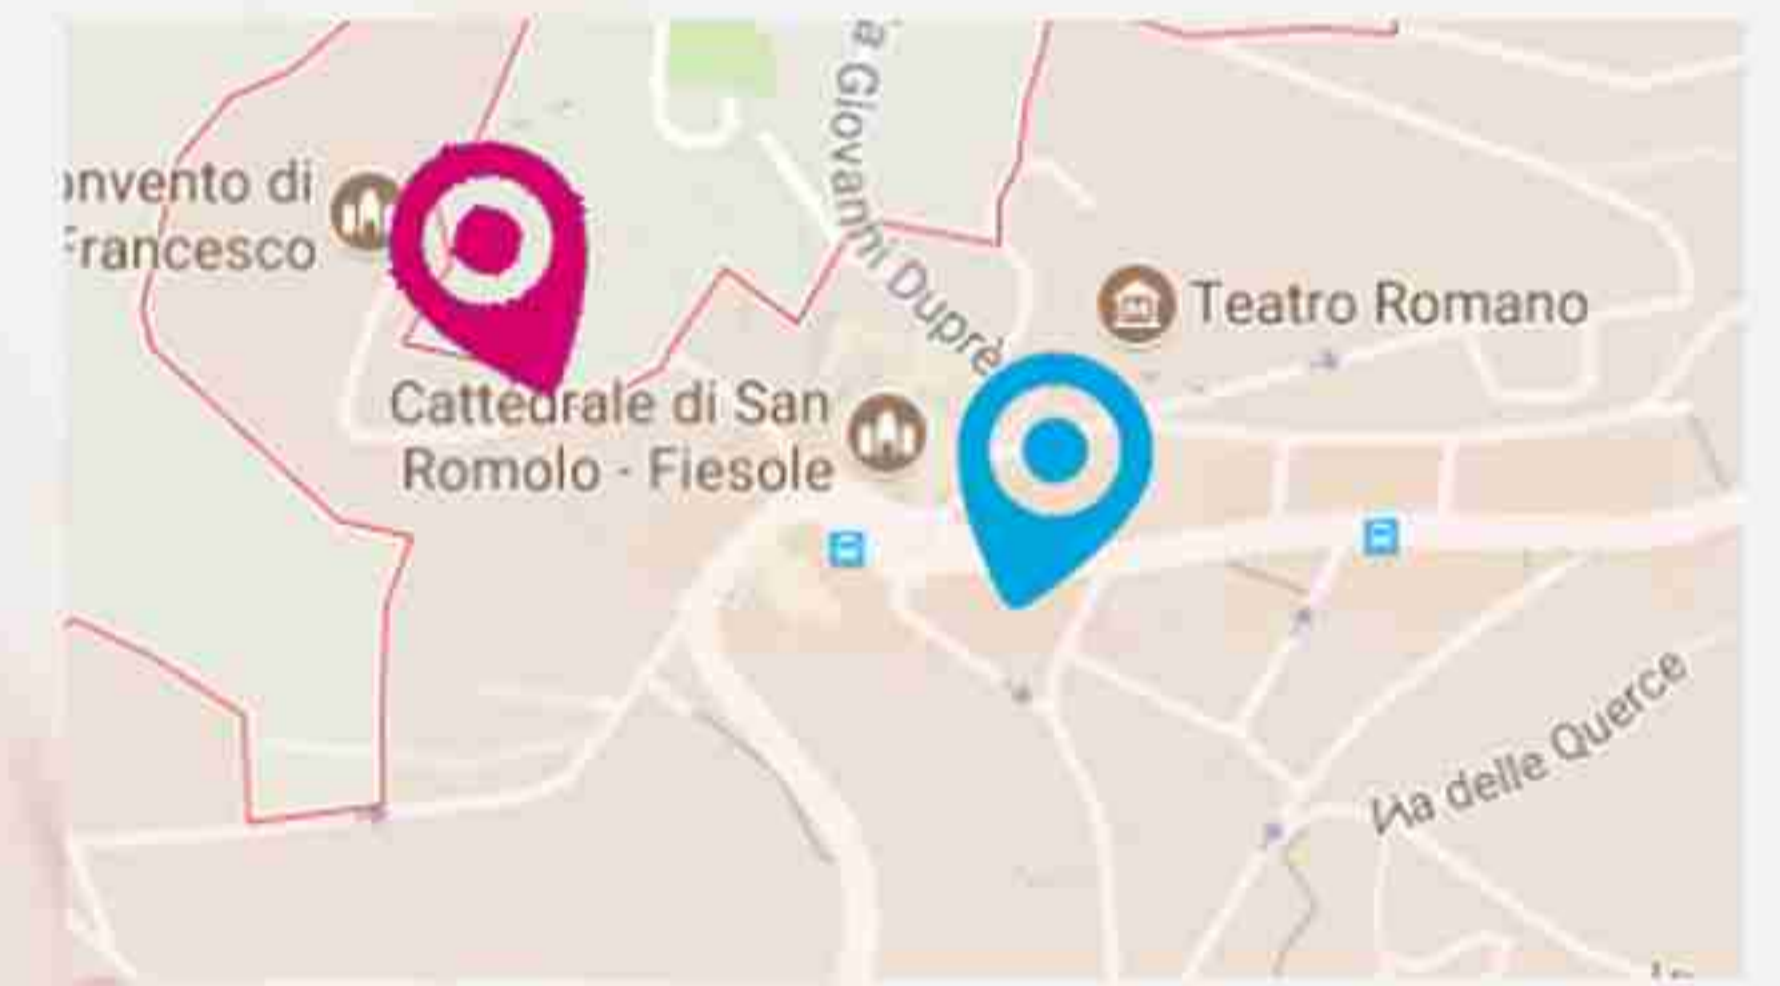 a Giovanni Duprè
onvento di
Francesco
Teatro Romano
Cattedrale di San
Romolo - Fiesole
Via delle Querce